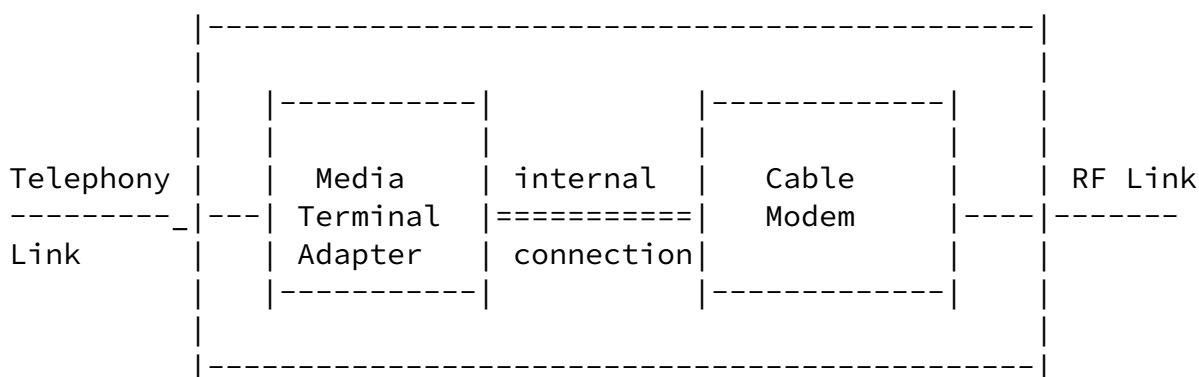 Telephony Media internal Cable RF Link
Terminal Modem
Link Adapter connection